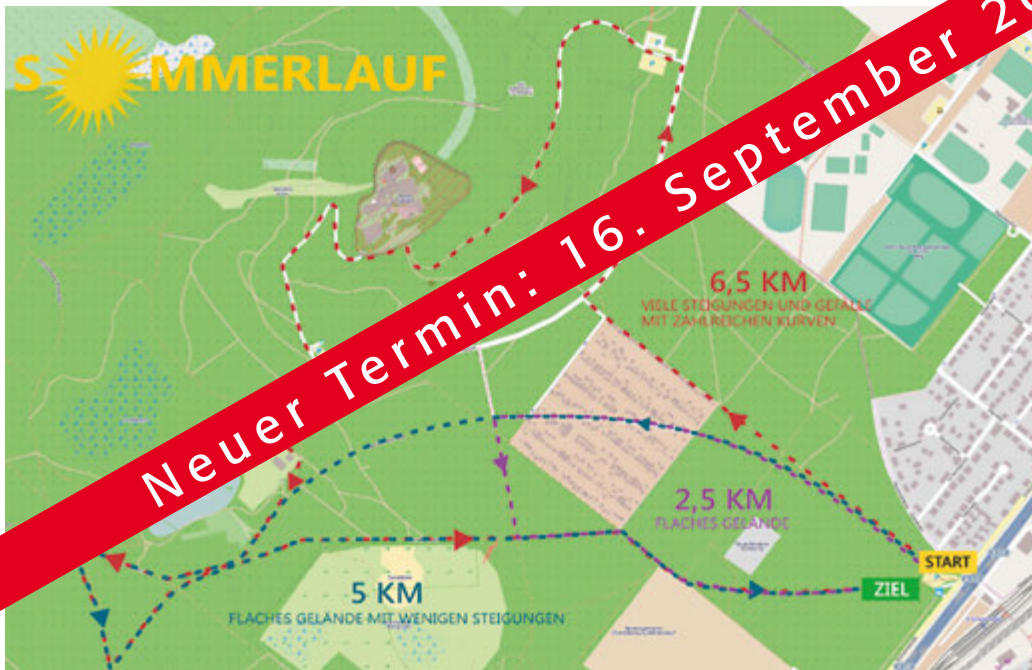 SOMMERLAUF
Neuer Termin: 16. September 20
6,5 KM
VIELE STEIGUNGEN UND GEFÄLLE
MIT ZAHLREICHEN KURVEN
2,5 KM
FLACHES GELÄNDE
START
ZIEL
5 KM
FLACHES GELÄNDE MIT WENIGEN STEIGUNGEN